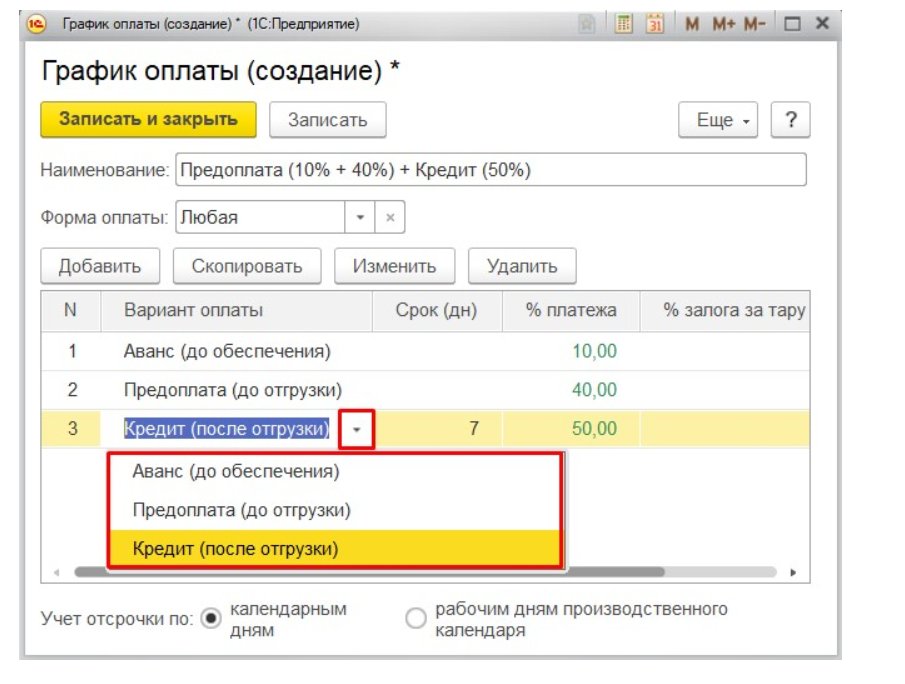 График оплаты (создание) * (1С:Предприятие)
31 M M+ M-
График оплаты (создание) *
Записать и закрыть Записать Еще ?
Наименование: Предоплата (10% + 40%) + Кредит (50%)
Форма оплаты: Любая
Добавить Скопировать Изменить Удалить
N Вариант оплаты Срок (дн) % платежа % залога за тару
1 Аванс (до обеспечения) 10,00
2 Предоплата (до отгрузки) 40,00
3 Кредит (после отгрузки) 7 50,00
Аванс (до обеспечения)
Предоплата (до отгрузки)
Кредит (после отгрузки)
Учет отсрочки по: календарным рабочим дням производственного
дням календаря